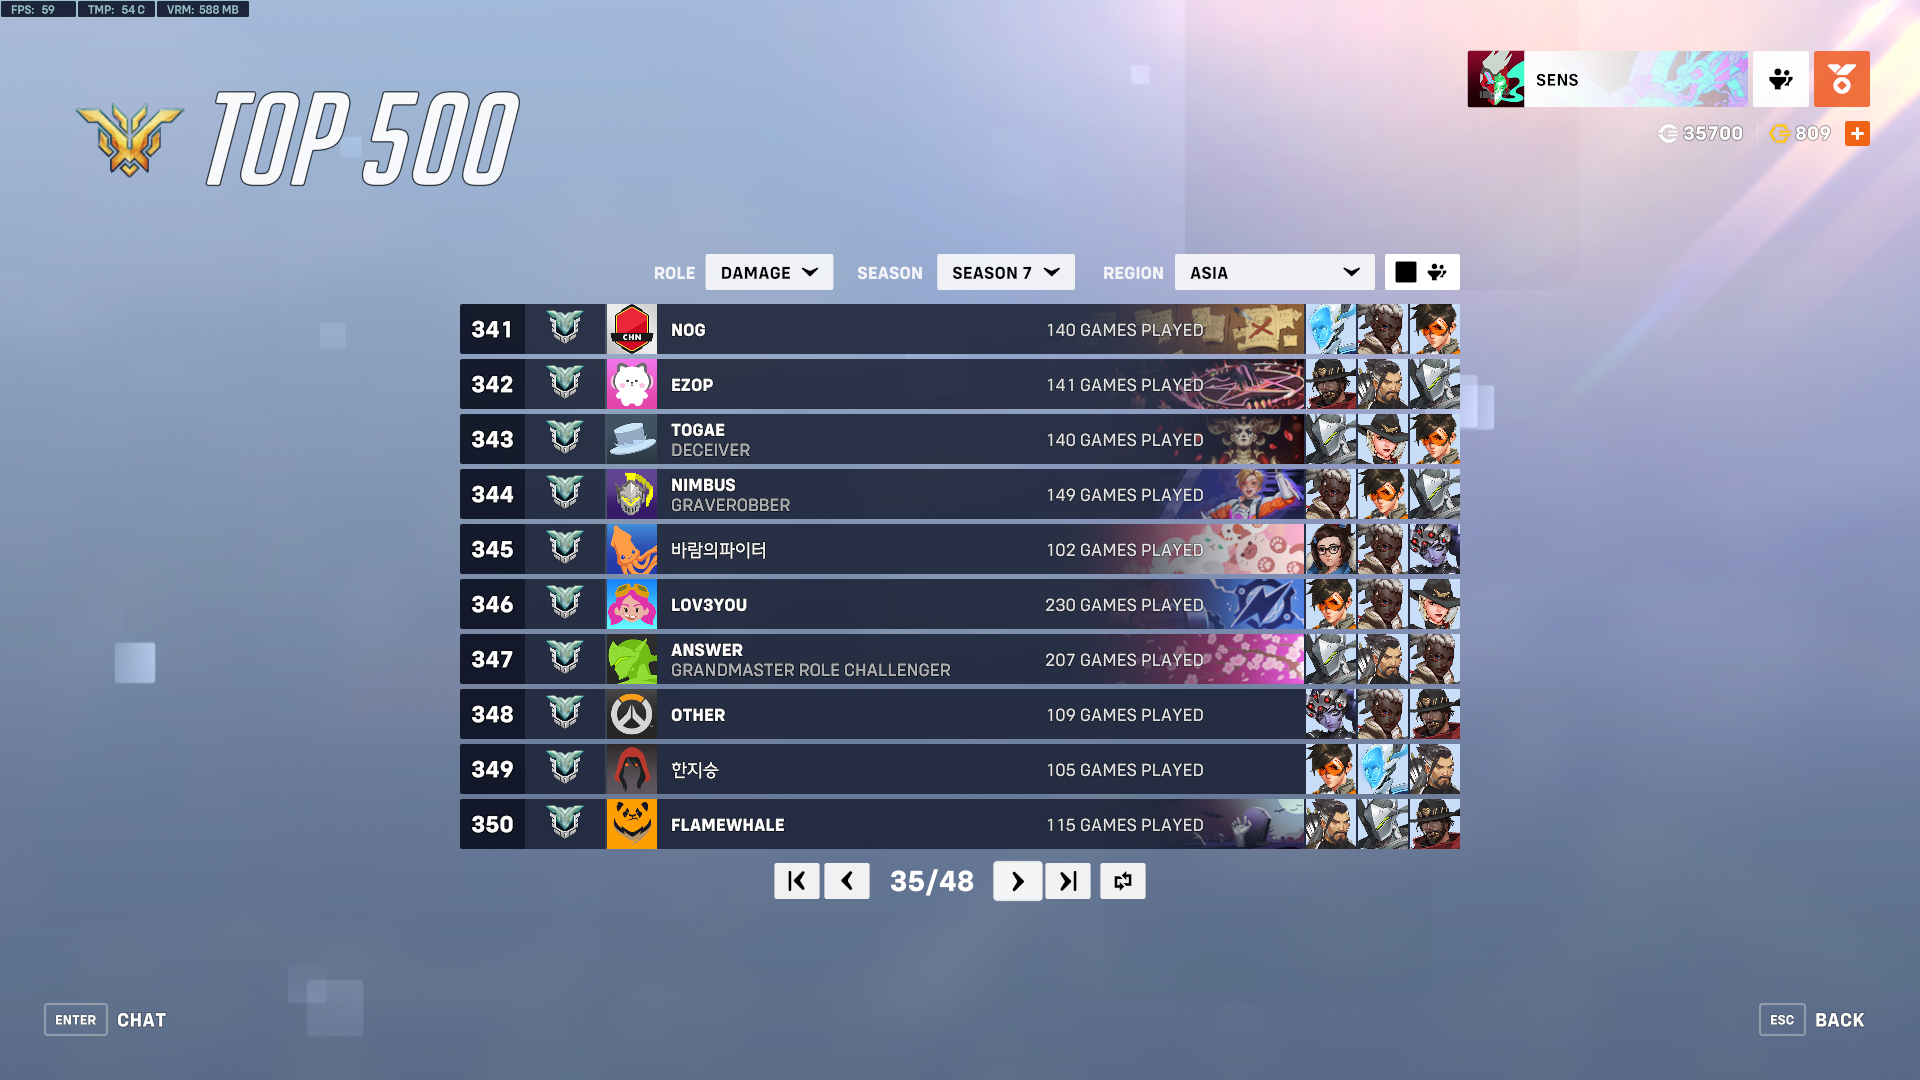 FPS: 59 TMP: 54 C VRM: 588 MB
TOP 500
SENS
35700 809
ROLE DAMAGE SEASON SEASON 7 REGION ASIA
341 CHN NOG 140 GAMES PLAYED
342 EZOP 141 GAMES PLAYED
343 TOGAE 140 GAMES PLAYED
DECEIVER
344 NIMBUS 149 GAMES PLAYED
GRAVEROBBER
345 바람의파이터 102 GAMES PLAYED
346 LOV3YOU 230 GAMES PLAYED
347 ANSWER 207 GAMES PLAYED
GRANDMASTER ROLE CHALLENGER
348 OTHER 109 GAMES PLAYED
349 한지승 105 GAMES PLAYED
350 FLAMEWHALE 115 GAMES PLAYED
35/48
ENTER CHAT
ESC BACK